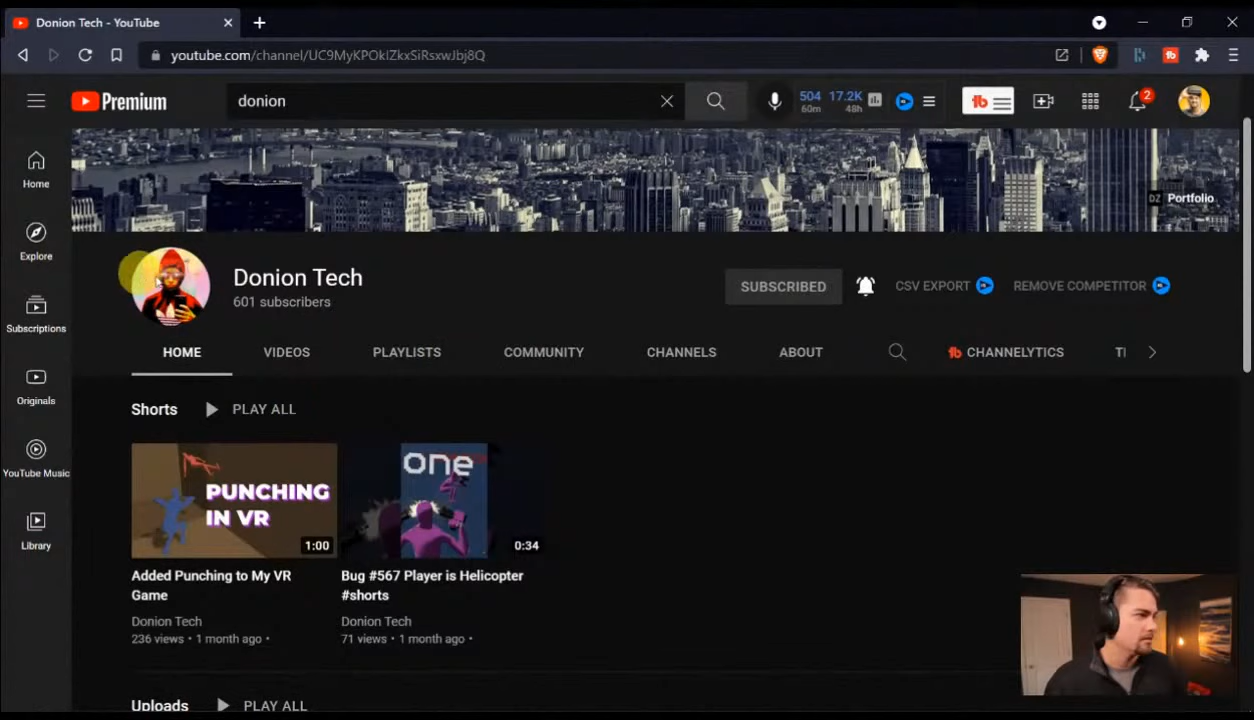 Donion Tech - YouTube
youtube.com/channel/UC9MyKPOkIZkxSiRsxwJbj8Q
Premium
donion
504
60m
17.2K
48h
tb
2
Home
Explore
Subscriptions
Originals
YouTube Music
Library
DZ Portfolio
Donion Tech
601 subscribers
SUBSCRIBED
CSV EXPORT
REMOVE COMPETITOR
HOME
VIDEOS
PLAYLISTS
COMMUNITY
CHANNELS
ABOUT
tb CHANNELYTICS
Shorts
PLAY ALL
PUNCHING
IN VR
1:00
Added Punching to My VR
Game
Donion Tech
236 views • 1 month ago •
one
0:34
Bug #567 Player is Helicopter
#shorts
Donion Tech
71 views • 1 month ago •
Uploads
PLAY ALL